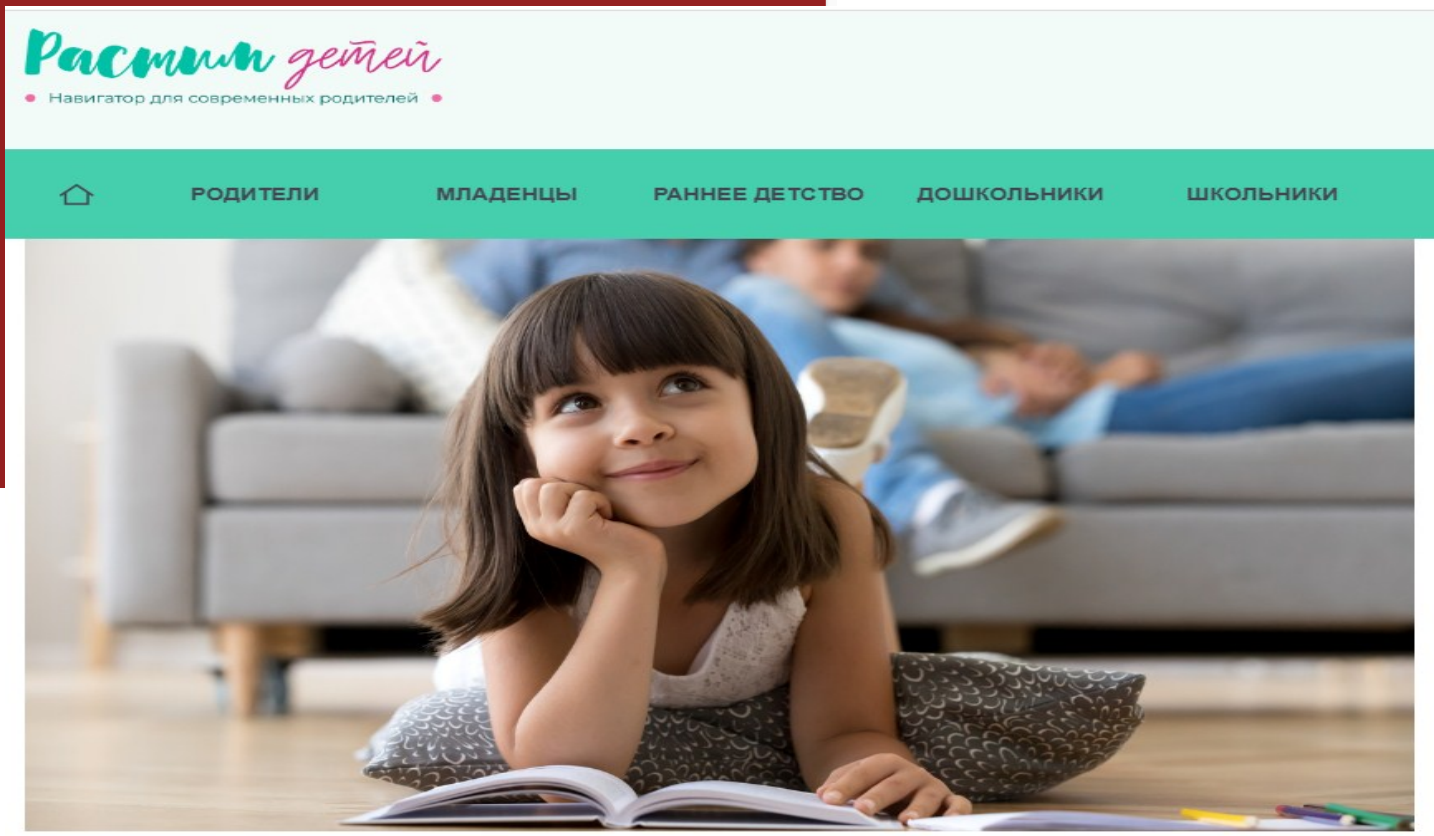 Растим детей
Навигатор для современных родителей
РОДИТЕЛИ МЛАДЕНЦЫ РАННЕЕ ДЕТСТВО ДОШКОЛЬНИКИ ШКОЛЬНИКИ